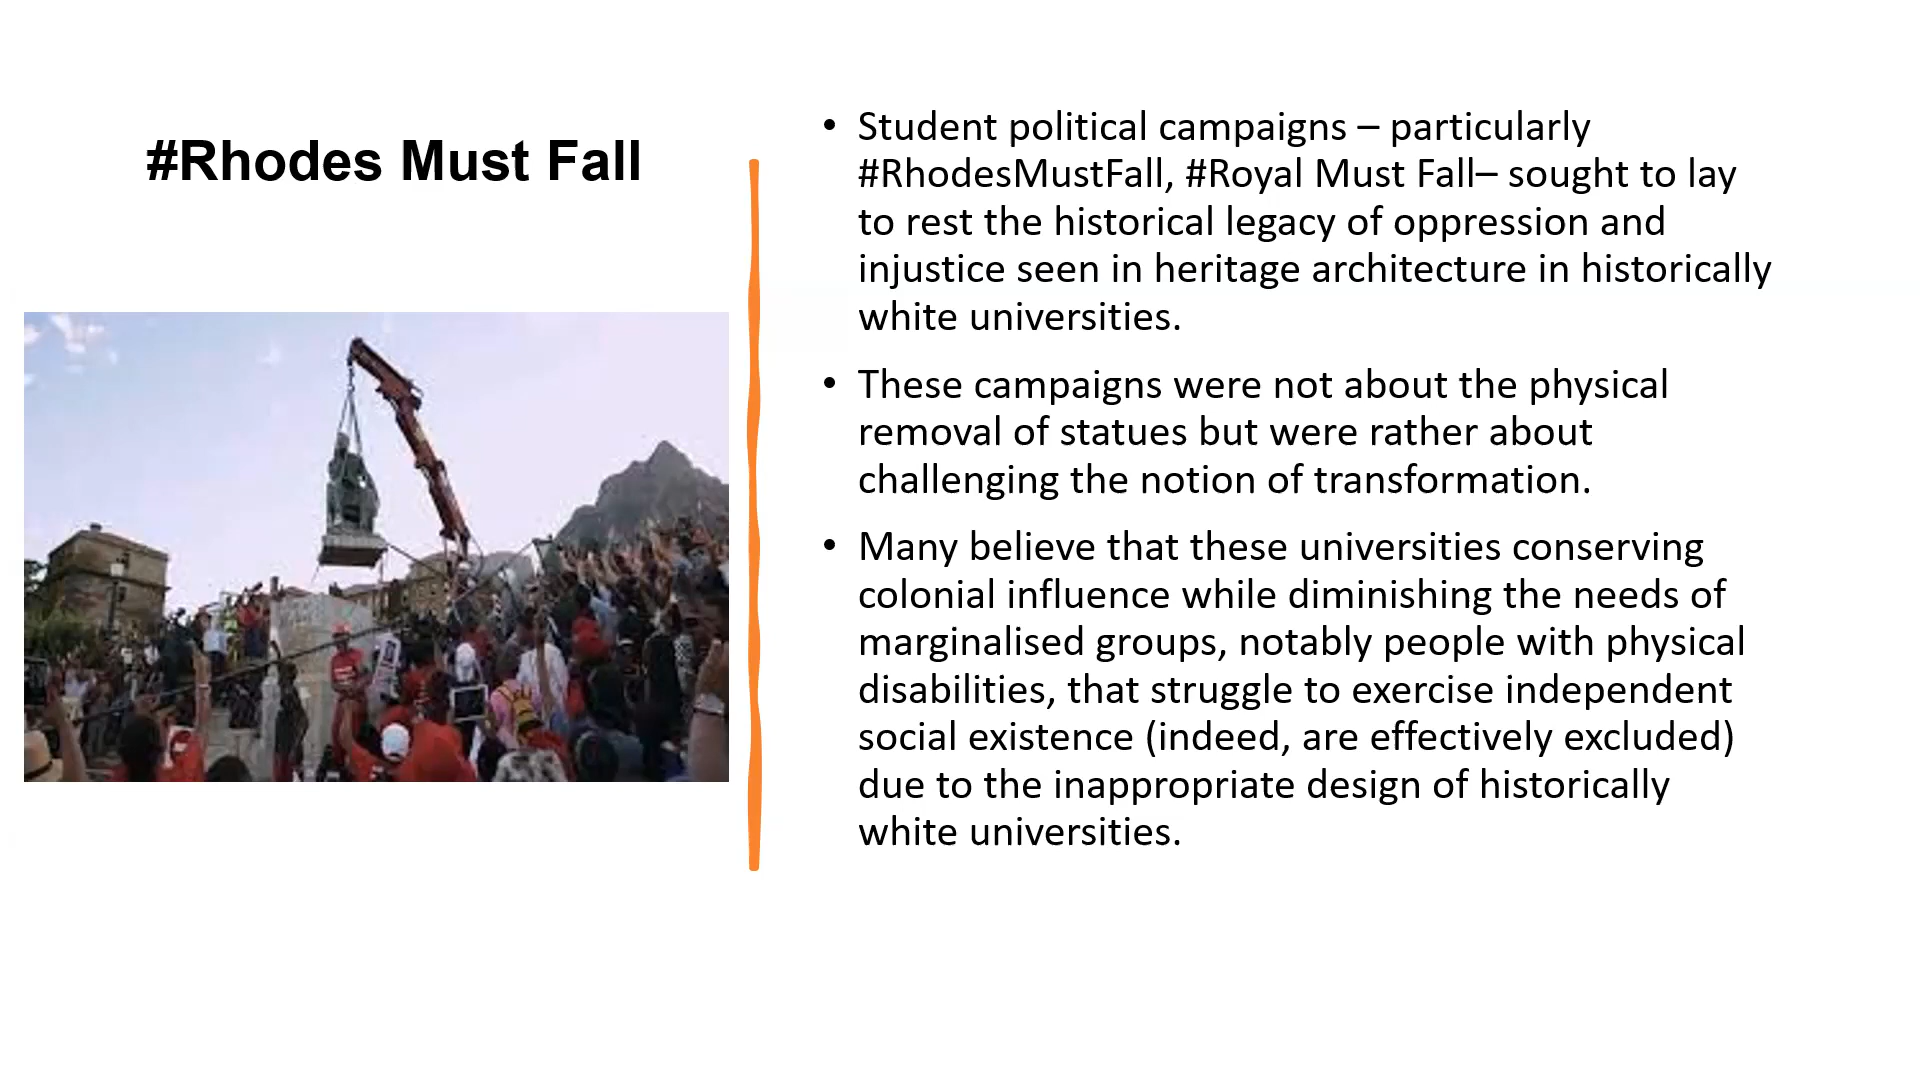 #Rhodes Must Fall
• Student political campaigns – particularly
#RhodesMustFall, #Royal Must Fall– sought to lay
to rest the historical legacy of oppression and
injustice seen in heritage architecture in historically
white universities.
• These campaigns were not about the physical
removal of statues but were rather about
challenging the notion of transformation.
• Many believe that these universities conserving
colonial influence while diminishing the needs of
marginalised groups, notably people with physical
disabilities, that struggle to exercise independent
social existence (indeed, are effectively excluded)
due to the inappropriate design of historically
white universities.